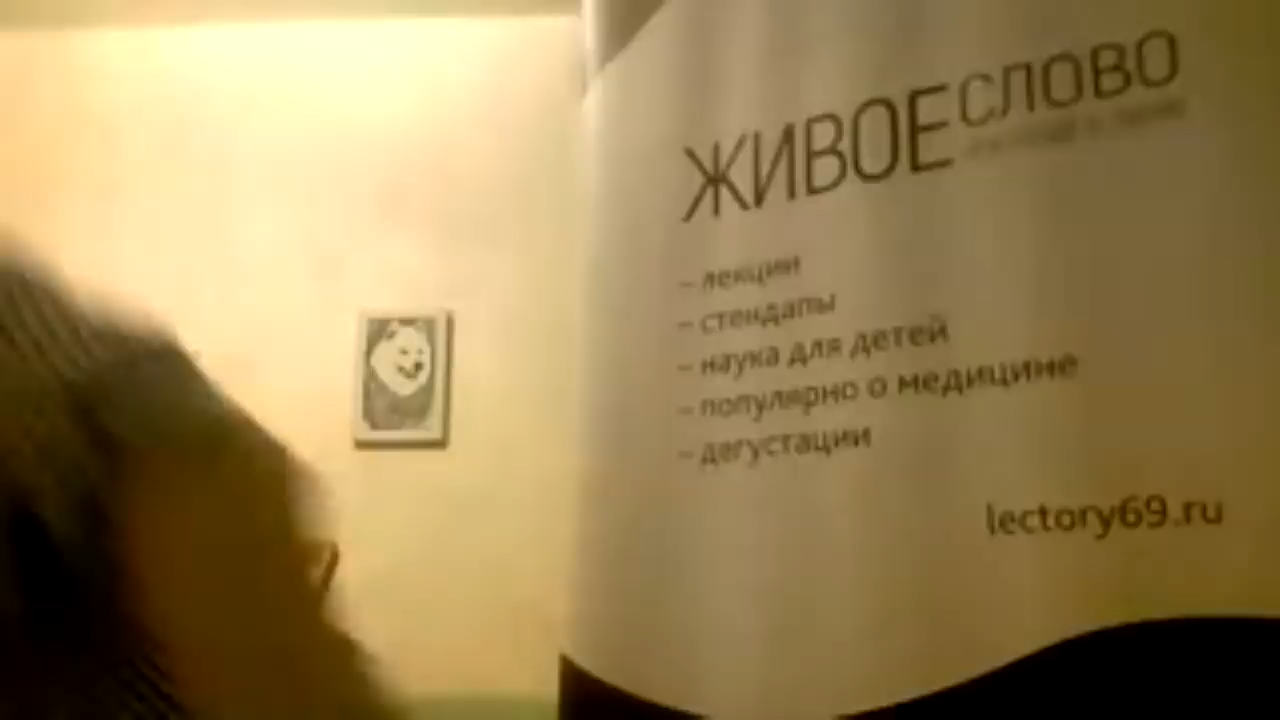 ЖИВОЕ СЛОВО
– лекции
– стендапы
– наука для детей
– популярно о медицине
– дегустации
lectory69.ru